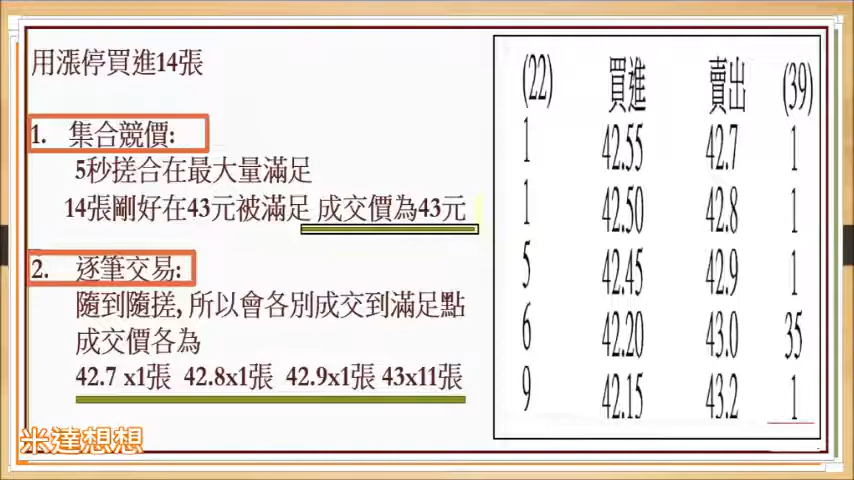 用漲停買進14張
1. 集合競價:
5秒搓合在最大量滿足
14張剛好在43元被滿足 成交價為43元
2. 逐筆交易:
隨到隨搓, 所以會各別成交到滿足點
成交價各為
42.7 x1張 42.8x1張 42.9x1張 43x11張
(22) 買進 賣出 (39)
1 42.55 42.7 1
1 42.50 42.8 1
5 42.45 42.9 1
6 42.20 43.0 35
9 42.15 43.2 1
米達想想